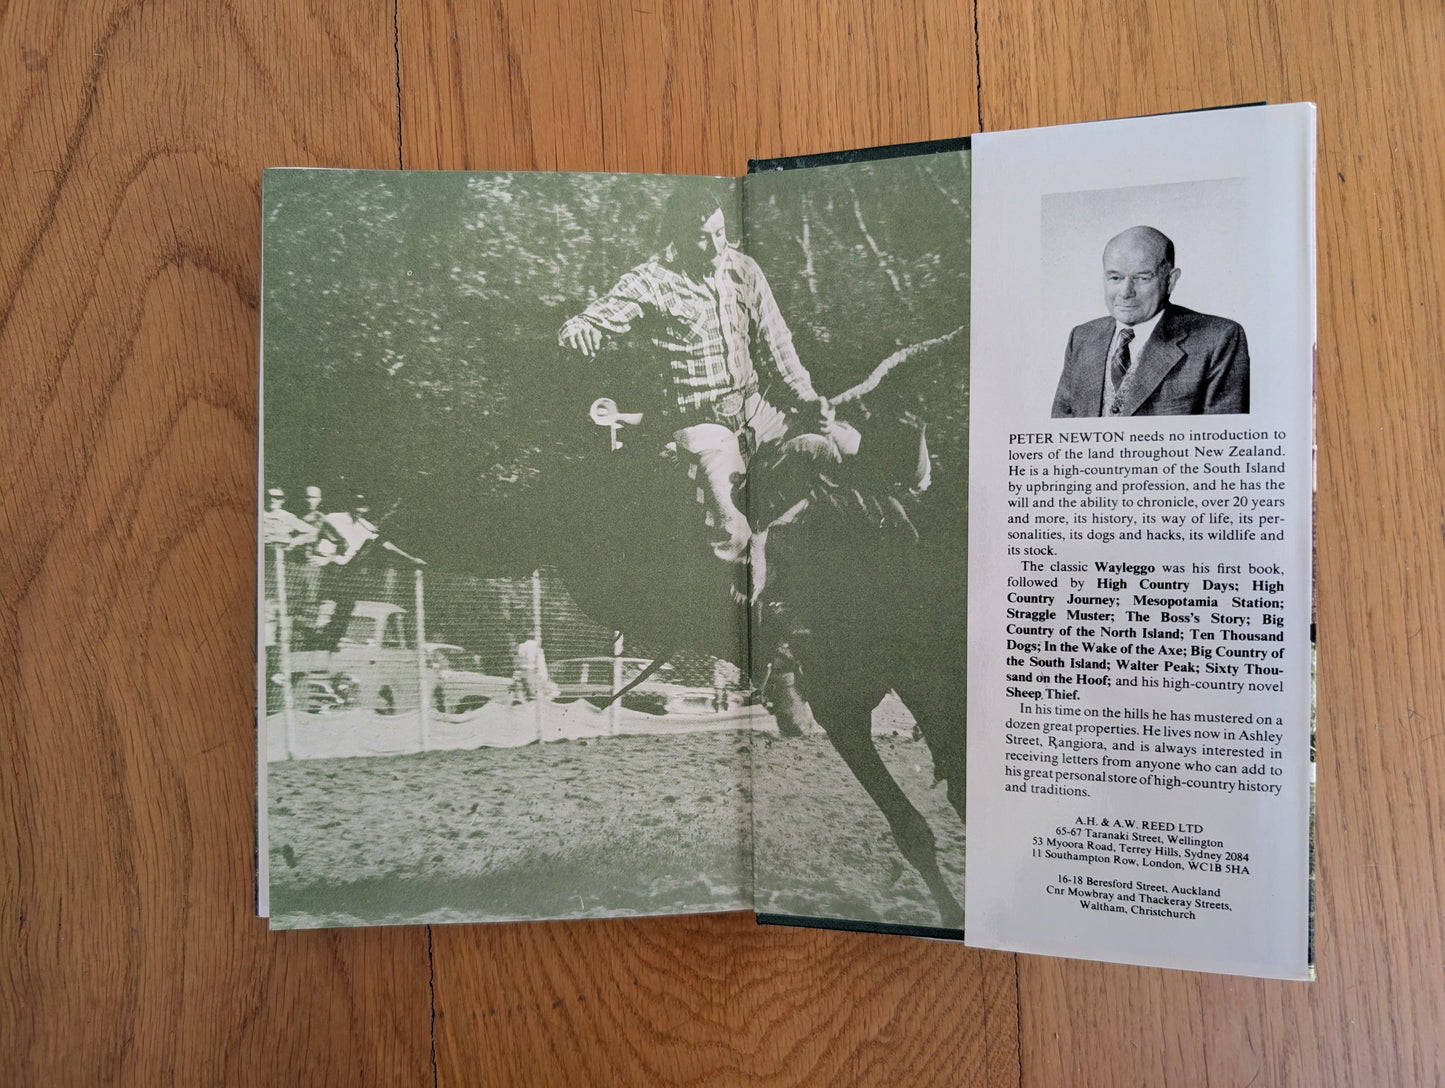 PETER NEWTON needs no introduction to
lovers of the land throughout New Zealand.
He is a high-countryman of the South Island
by upbringing and profession, and he has the
will and the ability to chronicle, over 20 years
and more, its history, its way of life, its per-
sonalities, its dogs and hacks, its wildlife and
its stock.
The classic Wayleggo was his first book,
followed by High Country Days; High
Country Journey; Mesopotamia Station;
Straggle Muster; The Boss's Story; Big
Country of the North Island; Ten Thousand
Dogs; In the Wake of the Axe; Big Country of
the South Island; Walter Peak; Sixty Thou-
sand on the Hoof; and his high-country novel
Sheep Thief.
In his time on the hills he has mustered on a
dozen great properties. He lives now in Ashley
Street, Rangiora, and is always interested in
receiving letters from anyone who can add to
his great personal store of high-country history
and traditions.
A.H. & A.W. REED LTD
65-67 Taranaki Street, Wellington
53 Myoora Road, Terrey Hills, Sydney 2084
11 Southampton Row, London, WC1B 5HA
16-18 Beresford Street, Auckland
Cnr Mowbray and Thackeray Streets,
Waltham, Christchurch